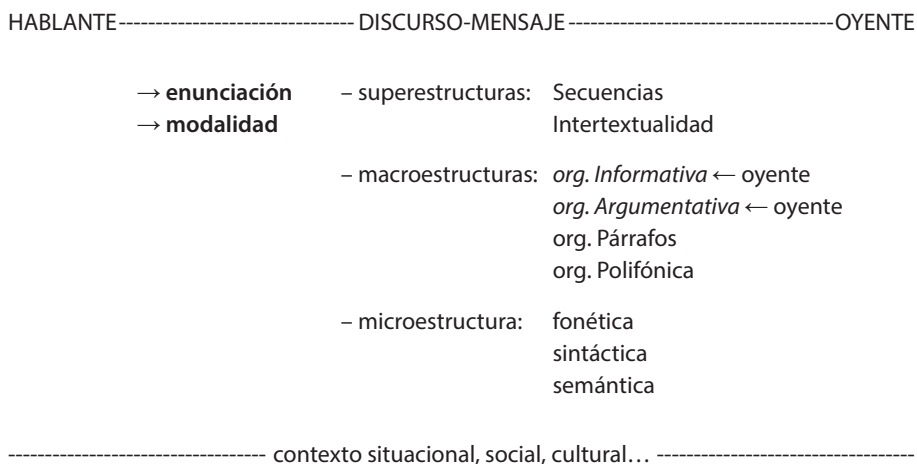 HABLANTE-------------------------------- DISCURSO-MENSAJE ------------------------------------OYENTE
→ enunciación – superestructuras: Secuencias
→ modalidad Intertextualidad
– macroestructuras: org. Informativa ← oyente
org. Argumentativa ← oyente
org. Párrafos
org. Polifónica
– microestructura: fonética
sintáctica
semántica
----------------------------------- contexto situacional, social, cultural… -----------------------------------